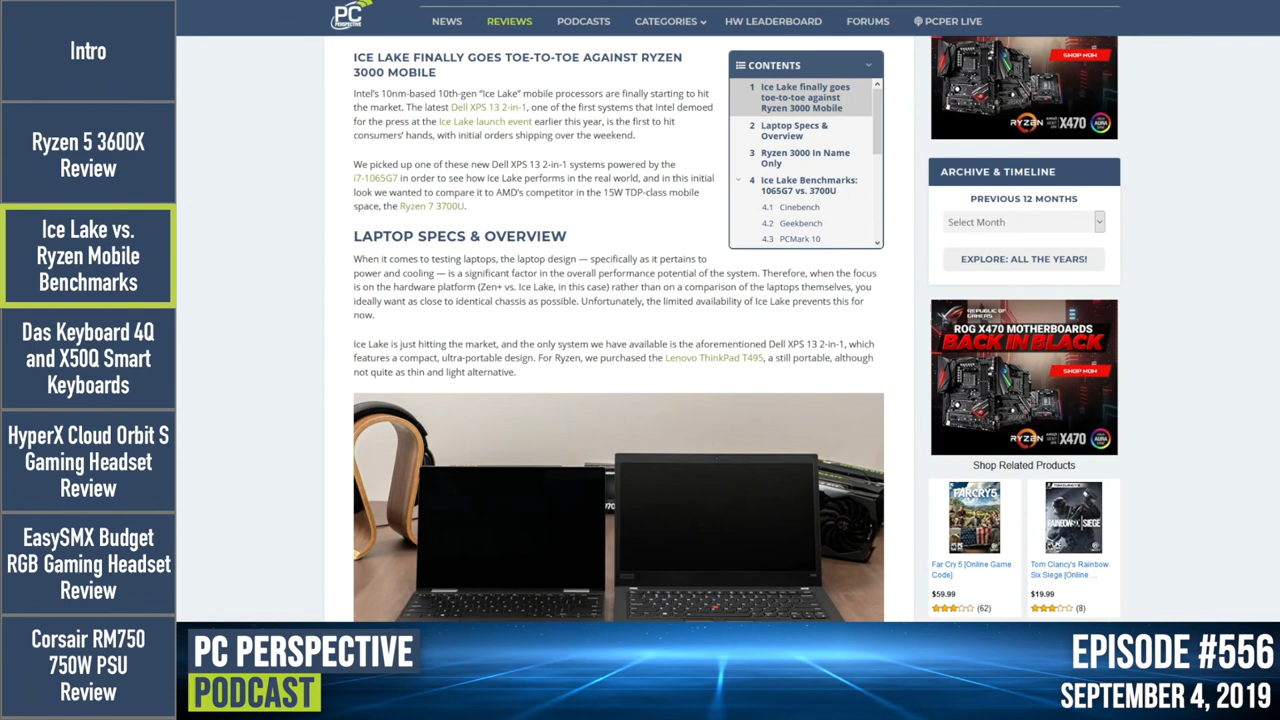 Intro
Ryzen 5 3600X
Review
Ice Lake vs.
Ryzen Mobile
Benchmarks
Das Keyboard 4Q
and X50Q Smart
Keyboards
HyperX Cloud Orbit S
Gaming Headset
Review
EasySMX Budget
RGB Gaming Headset
Review
Corsair RM750
750W PSU
Review
PC
PERSPECTIVE
NEWS REVIEWS PODCASTS CATEGORIES HW LEADERBOARD FORUMS PCPER LIVE
ICE LAKE FINALLY GOES TOE-TO-TOE AGAINST RYZEN
3000 MOBILE
Intel’s 10nm-based 10th-gen “Ice Lake” mobile processors are finally starting to hit
the market. The latest Dell XPS 13 2-in-1, one of the first systems that Intel demoed
for the press at the Ice Lake launch event earlier this year, is the first to hit
consumers’ hands, with initial orders shipping over the weekend.
We picked up one of these new Dell XPS 13 2-in-1 systems powered by the
i7-1065G7 in order to see how Ice Lake performs in the real world, and in this initial
look we wanted to compare it to AMD’s competitor in the 15W TDP-class mobile
space, the Ryzen 7 3700U.
CONTENTS
1 Ice Lake finally goes
toe-to-toe against
Ryzen 3000 Mobile
2 Laptop Specs &
Overview
3 Ryzen 3000 In Name
Only
4 Ice Lake Benchmarks:
1065G7 vs. 3700U
4.1 Cinebench
4.2 Geekbench
4.3 PCMark 10
LAPTOP SPECS & OVERVIEW
When it comes to testing laptops, the laptop design — specifically as it pertains to
power and cooling — is a significant factor in the overall performance potential of the system. Therefore, when the focus
is on the hardware platform (Zen+ vs. Ice Lake, in this case) rather than on a comparison of the laptops themselves, you
ideally want as close to identical chassis as possible. Unfortunately, the limited availability of Ice Lake prevents this for
now.
Ice Lake is just hitting the market, and the only system we have available is the aforementioned Dell XPS 13 2-in-1, which
features a compact, ultra-portable design. For Ryzen, we purchased the Lenovo ThinkPad T495, a still portable, although
not quite as thin and light alternative.
SHOP NOW
RYZEN X470 AURA
ARCHIVE & TIMELINE
PREVIOUS 12 MONTHS
Select Month
EXPLORE: ALL THE YEARS!
REPUBLIC OF
GAMERS
ROG X470 MOTHERBOARDS
BACK IN BLACK
SHOP NOW
RYZEN X470 AURA
Shop Related Products
FARCRY5
RAINBOW SIX SIEGE
Far Cry 5 [Online Game
Code]
$59.99
(62)
Tom Clancy's Rainbow
Six Siege [Online ...
$19.99
(8)
PC PERSPECTIVE
PODCAST
EPISODE #556
SEPTEMBER 4, 2019